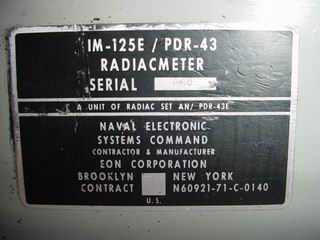 IM-125E / PDR-43
RADIACMETER
SERIAL
A UNIT OF RADIAC SET AN/ PDR-43E
NAVAL ELECTRONIC
SYSTEMS COMMAND
CONTRACTOR & MANUFACTURER
EON CORPORATION
BROOKLYN NEW YORK
CONTRACT N60921-71-C-0140
U.S.